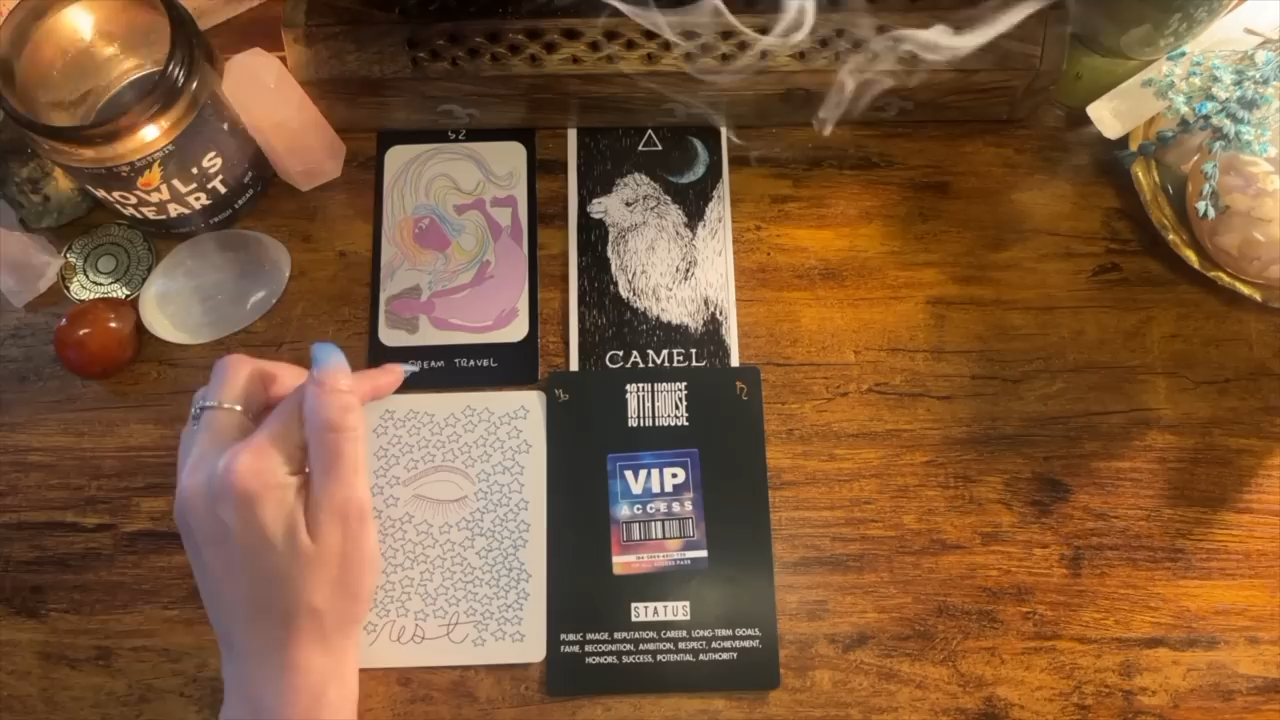 HOWL'S
HEART
52
DREAM TRAVEL
CAMEL
rest
10TH HOUSE
VIP
ACCESS
STATUS
PUBLIC IMAGE, REPUTATION, CAREER, LONG-TERM GOALS,
FAME, RECOGNITION, AMBITION, RESPECT, ACHIEVEMENT,
HONORS, SUCCESS, POTENTIAL, AUTHORITY